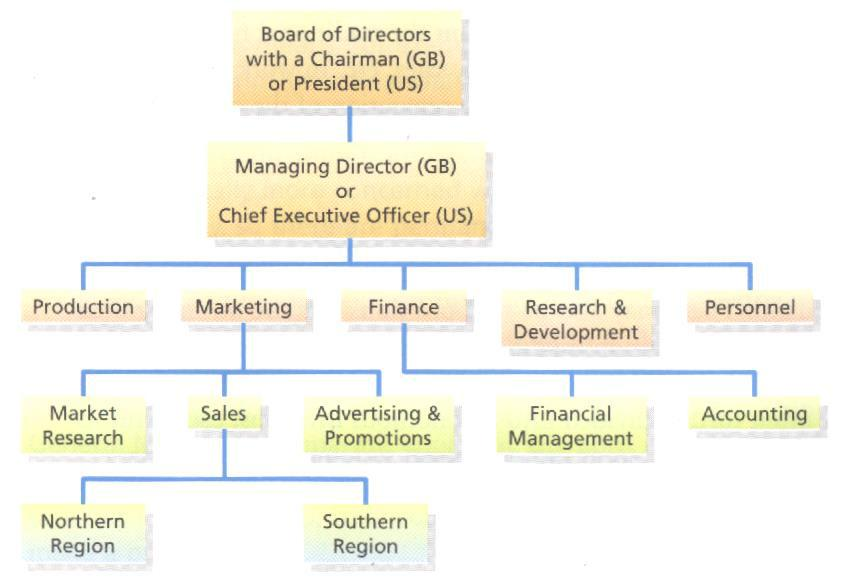 Board of Directors
with a Chairman (GB)
or President (US)
Managing Director (GB)
or
Chief Executive Officer (US)
Production
Marketing
Finance
Research &
Development
Personnel
Market
Research
Sales
Advertising &
Promotions
Financial
Management
Accounting
Northern
Region
Southern
Region